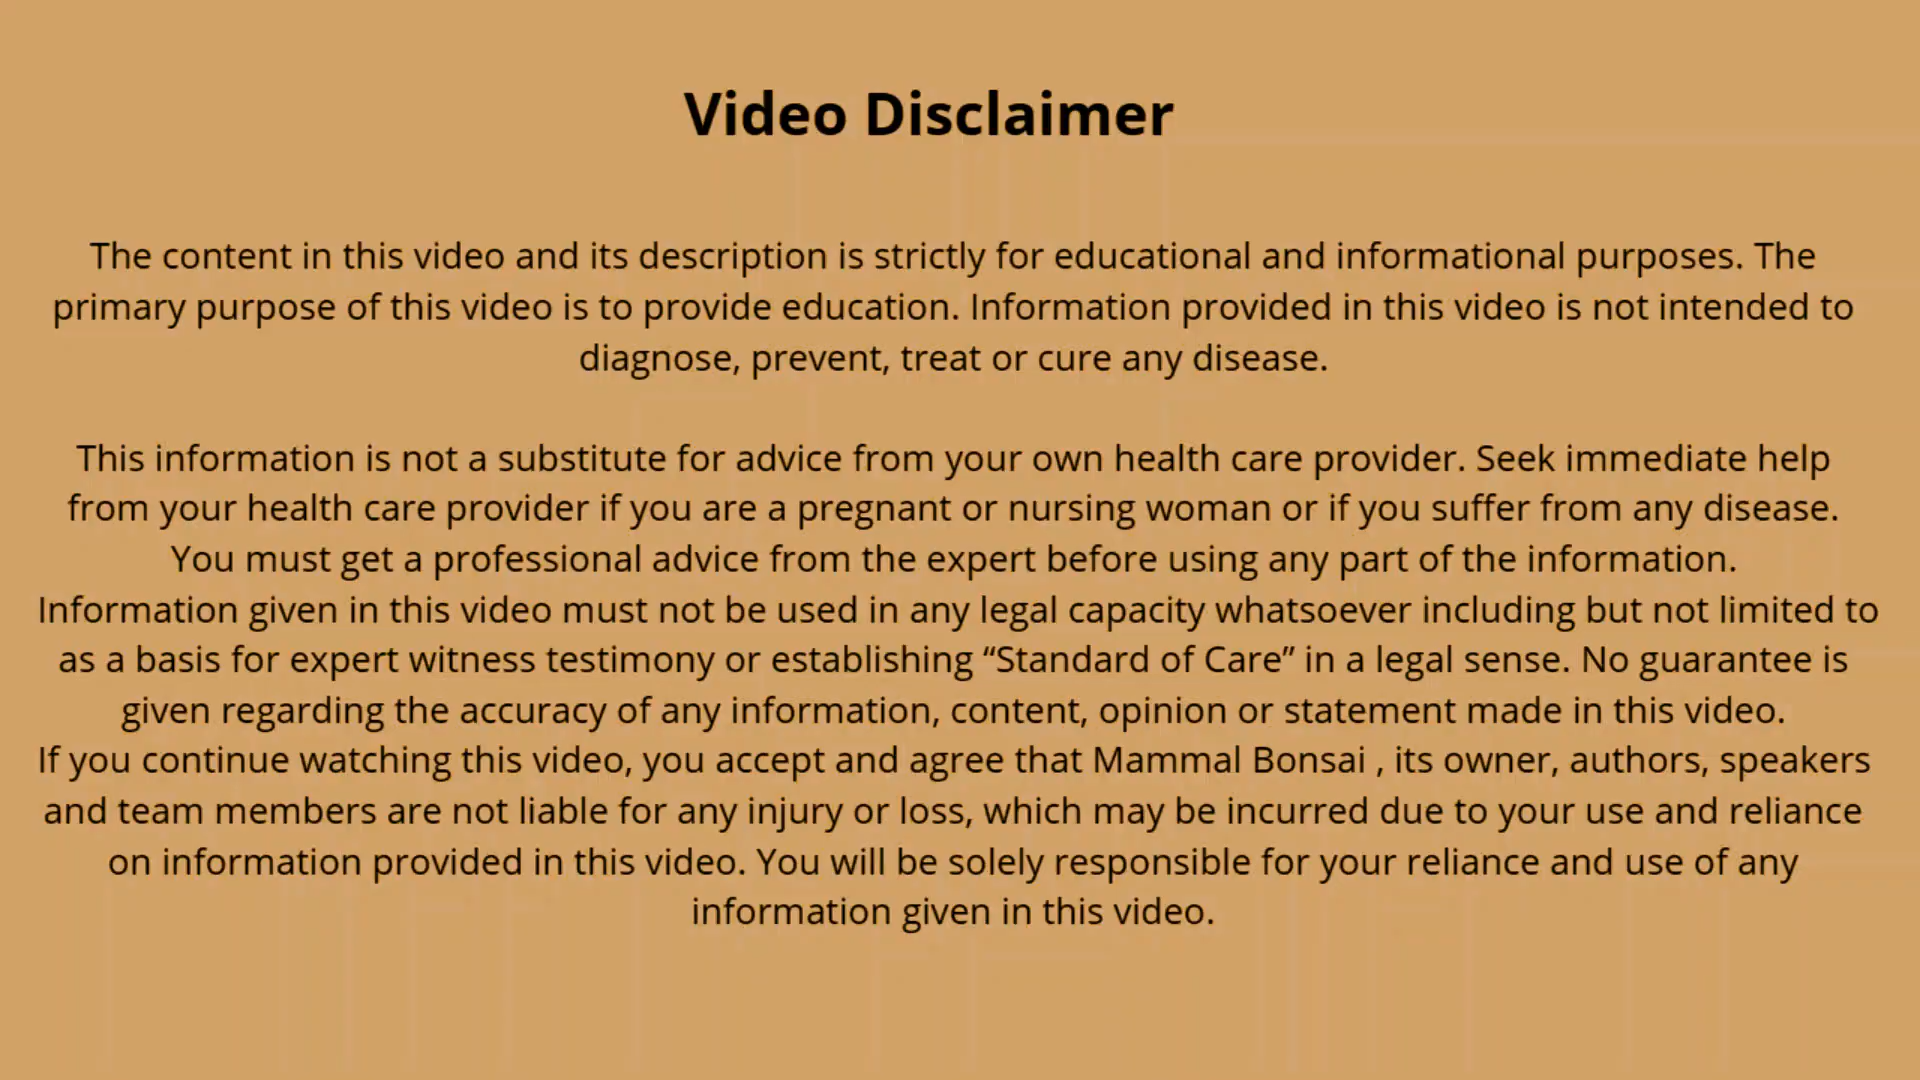 Video Disclaimer
The content in this video and its description is strictly for educational and informational purposes. The
primary purpose of this video is to provide education. Information provided in this video is not intended to
diagnose, prevent, treat or cure any disease.
This information is not a substitute for advice from your own health care provider. Seek immediate help
from your health care provider if you are a pregnant or nursing woman or if you suffer from any disease.
You must get a professional advice from the expert before using any part of the information.
Information given in this video must not be used in any legal capacity whatsoever including but not limited to
as a basis for expert witness testimony or establishing “Standard of Care” in a legal sense. No guarantee is
given regarding the accuracy of any information, content, opinion or statement made in this video.
If you continue watching this video, you accept and agree that Mammal Bonsai , its owner, authors, speakers
and team members are not liable for any injury or loss, which may be incurred due to your use and reliance
on information provided in this video. You will be solely responsible for your reliance and use of any
information given in this video.